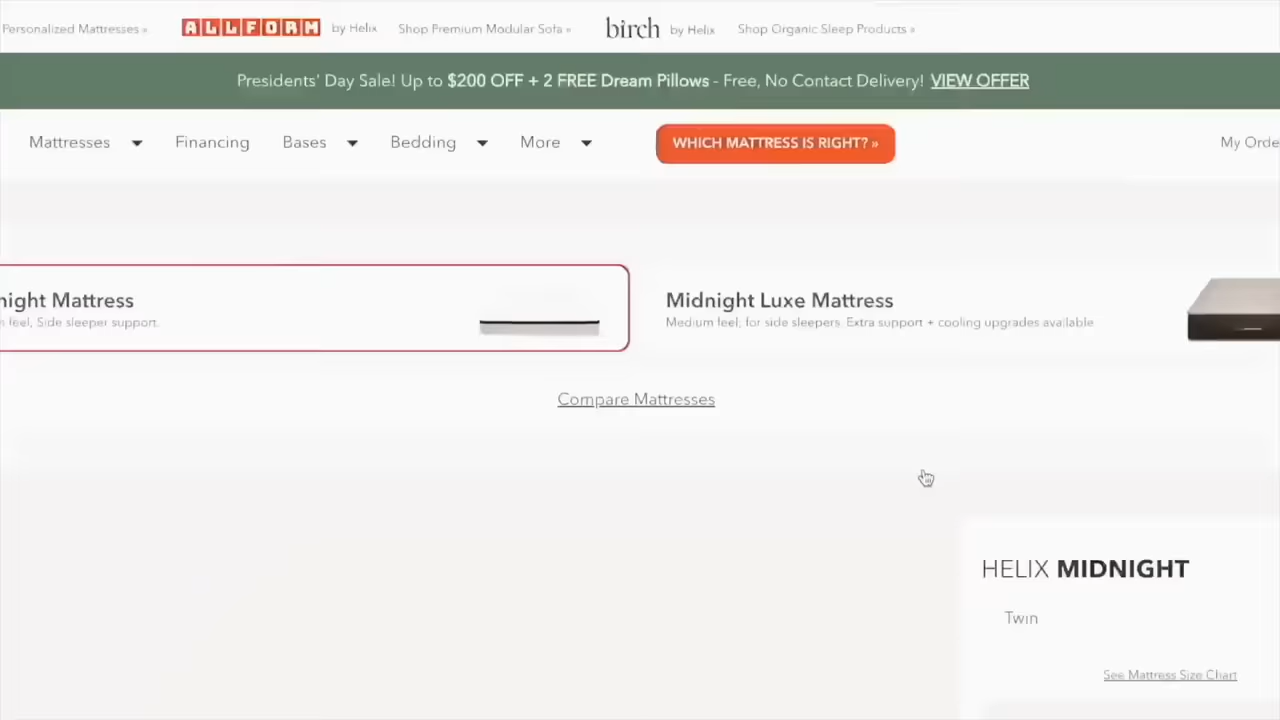 Personalized Mattresses »
ALLFORM by Helix
Shop Premium Modular Sofa »
birch by Helix
Shop Organic Sleep Products »
Presidents' Day Sale! Up to $200 OFF + 2 FREE Dream Pillows - Free, No Contact Delivery! VIEW OFFER
Mattresses
Financing
Bases
Bedding
More
WHICH MATTRESS IS RIGHT? »
My Orde
night Mattress
feel, Side sleeper support.
Midnight Luxe Mattress
Medium feel, for side sleepers. Extra support + cooling upgrades available
Compare Mattresses
HELIX MIDNIGHT
Twin
See Mattress Size Chart